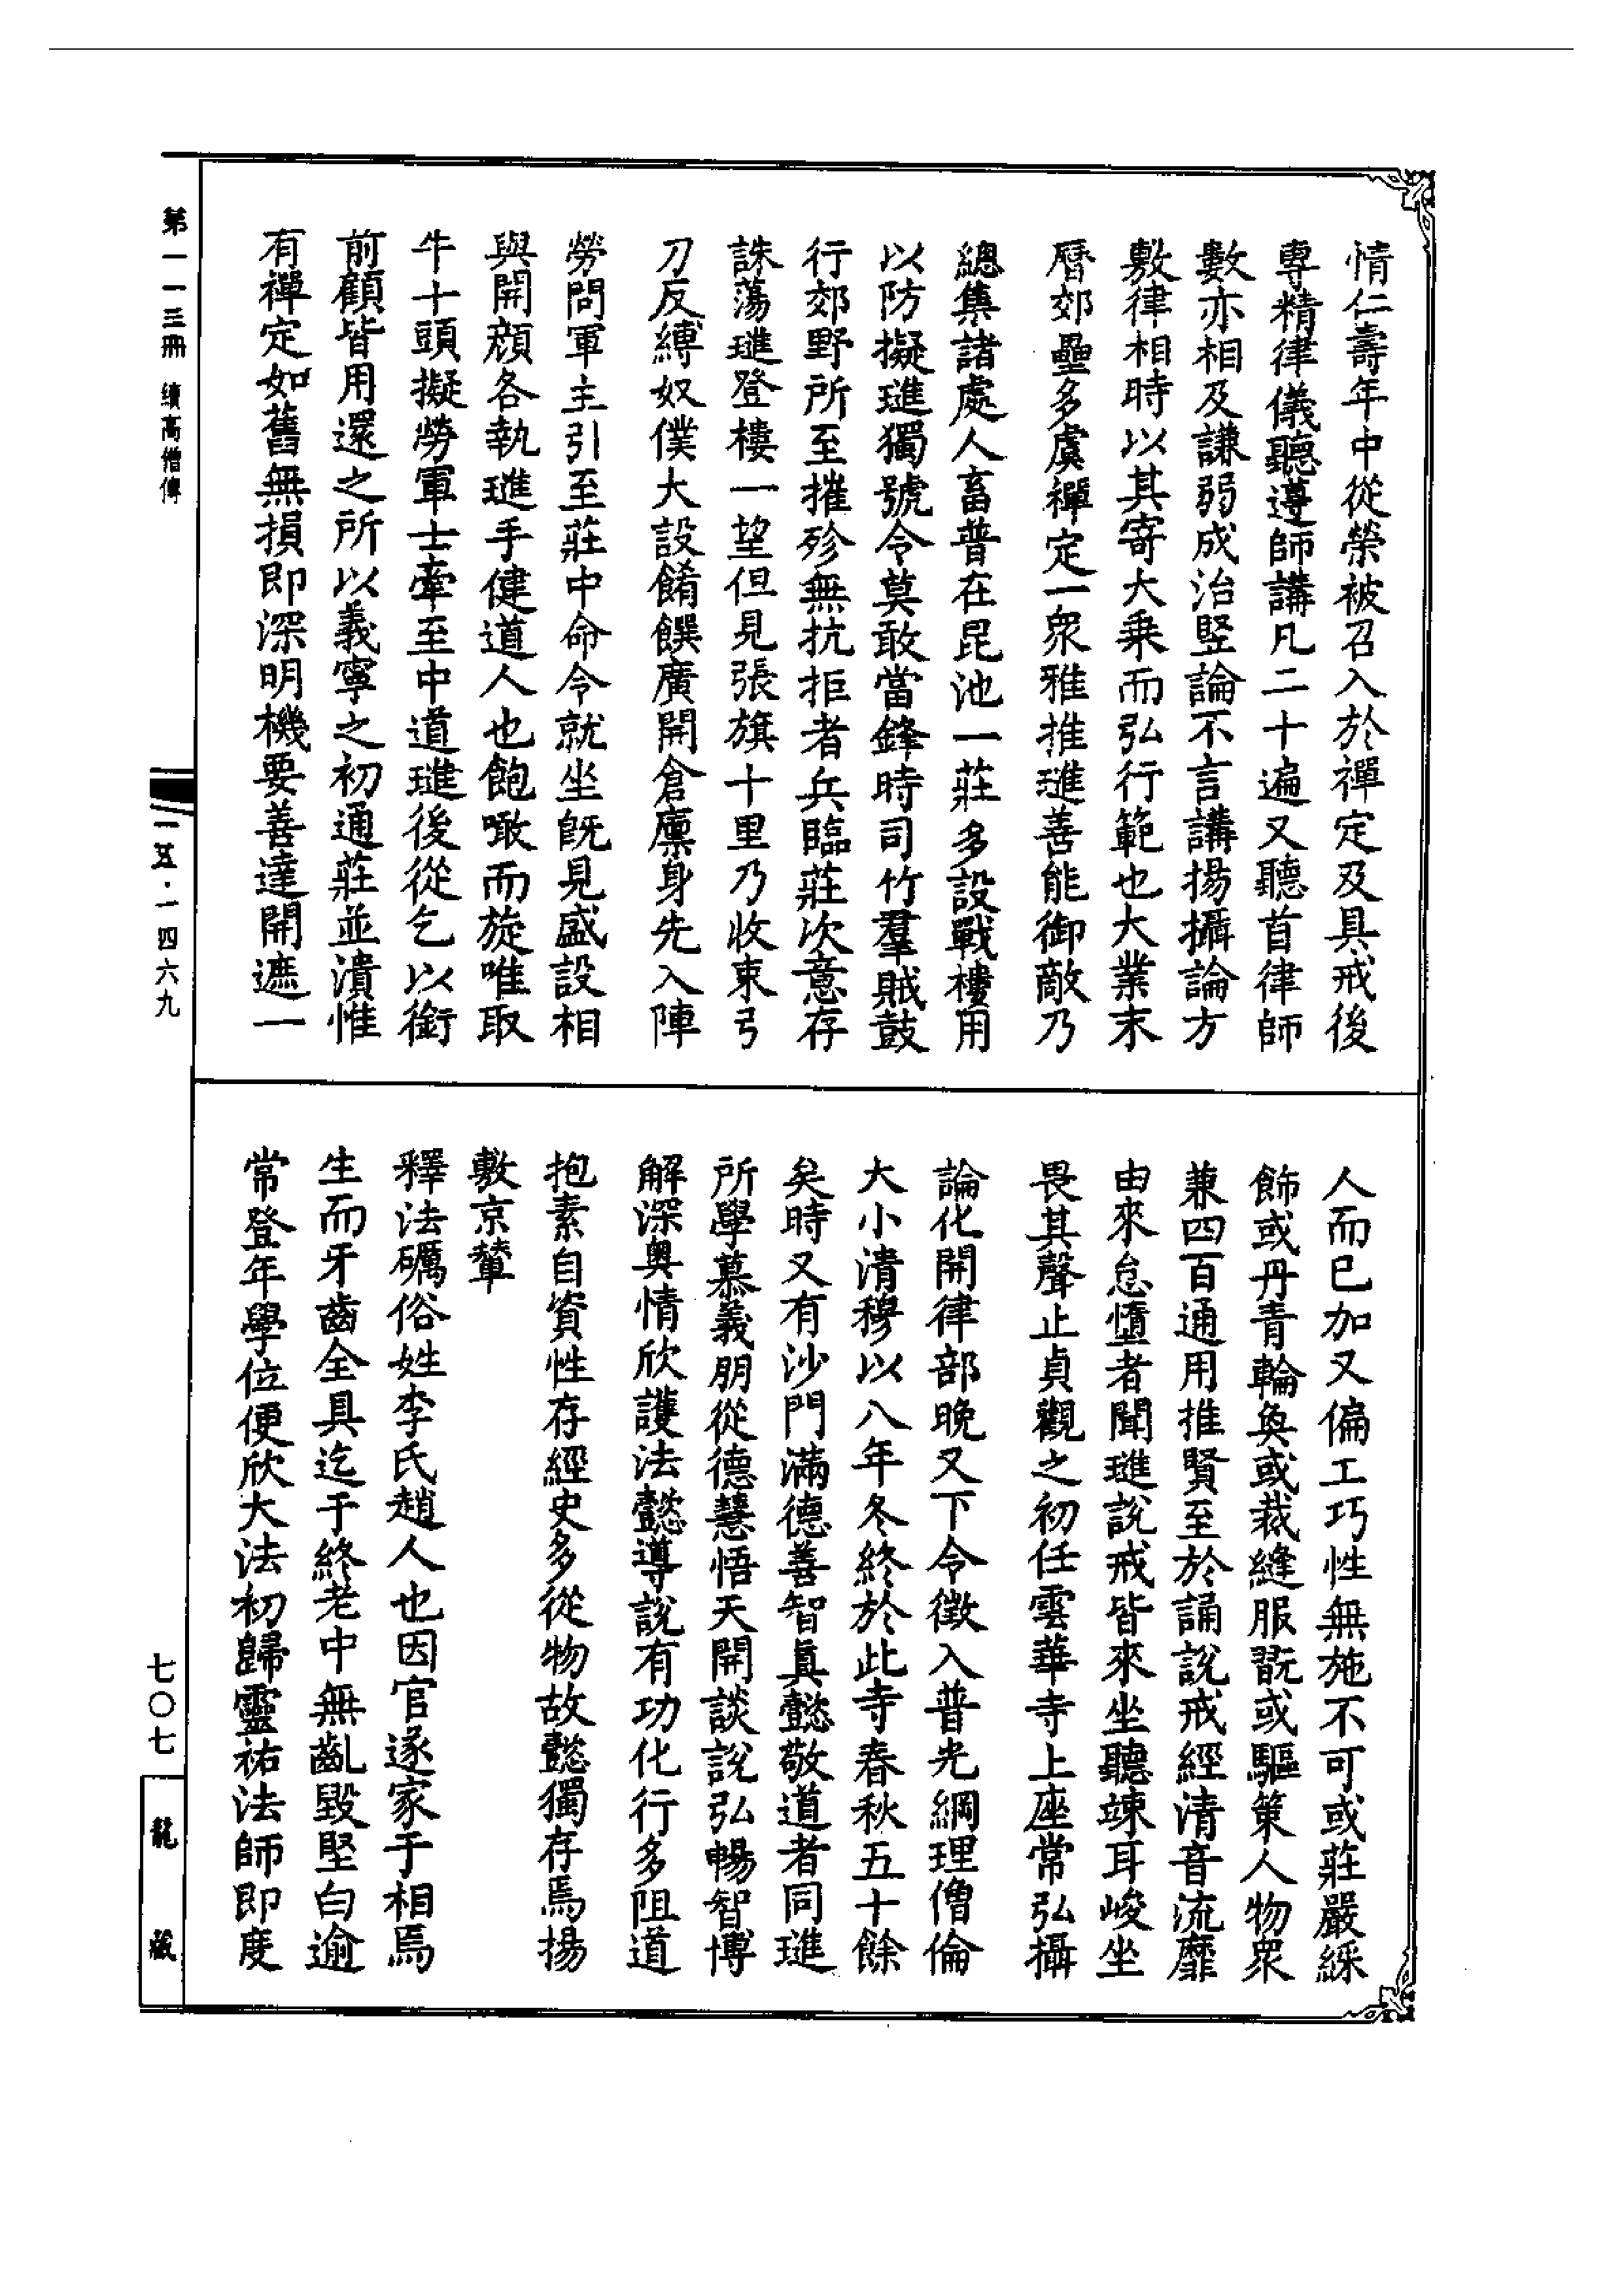 情仁壽年中從榮被召入於禪定及具戒後
專精律儀聽遵師講凡二十遍又聽首律師
數亦相及謙弱成治堅論不言講揚攝論方
敷律相時以其寄大乘而弘行範也大業末
曆郊壘多虞禪定一眾雅推璡善能御敵乃
總集諸處人畜普在昆池一莊多設戰樓用
以防擬璡獨號令莫敢當鋒時司竹羣賊鼓
行郊野所至摧殄無抗拒者兵臨莊次意存
誅蕩璡登樓一望但見張旗十里乃收束弓
刀反縛奴僕大設餚饌廣開倉廩身先入陣
勞問軍主引至莊中命令就坐既見盛設相
與開顏各執璡手健道人也飽噉而旋唯取
牛十頭擬勞軍士牽至中道璡後從乞以銜
前顧皆用還之所以義寧之初通莊並潰惟
有禪定如舊無損即深明機要善達開遮一
人而已加又偏工巧性無施不可或莊嚴綵
飾或丹青輪奐或裁縫服翫或驅策人物眾
兼四百通用推賢至於誦說戒經清音流靡
由來怠墮者聞璡說戒皆來坐聽竦耳峻坐
畏其聲止貞觀之初任雲華寺上座常弘攝
論化開律部晚又下令徵入普光綱理僧倫
大小清穆以八年冬終於此寺春秋五十餘
矣時又有沙門滿德善智真懿敬道者同璡
所學慕義朋從德慧悟天開談說弘暢智博
解深奧情欣護法懿導說有功化行多阻道
抱素自資性存經史多從物故懿獨存焉揚
敷京輦
釋法礪俗姓李氏趙人也因官遂家于相焉
生而牙齒全具迄于終老中無齓毀堅白逾
常登年學位便欣大法初歸靈祐法師即度
第一一三冊 續高僧傳
一五·一四六九
七〇七
龍藏